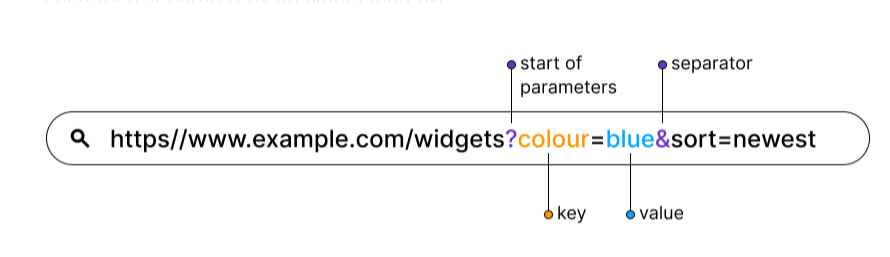 start of
parameters
separator
https//www.example.com/widgets?colour=blue&sort=newest
key
value